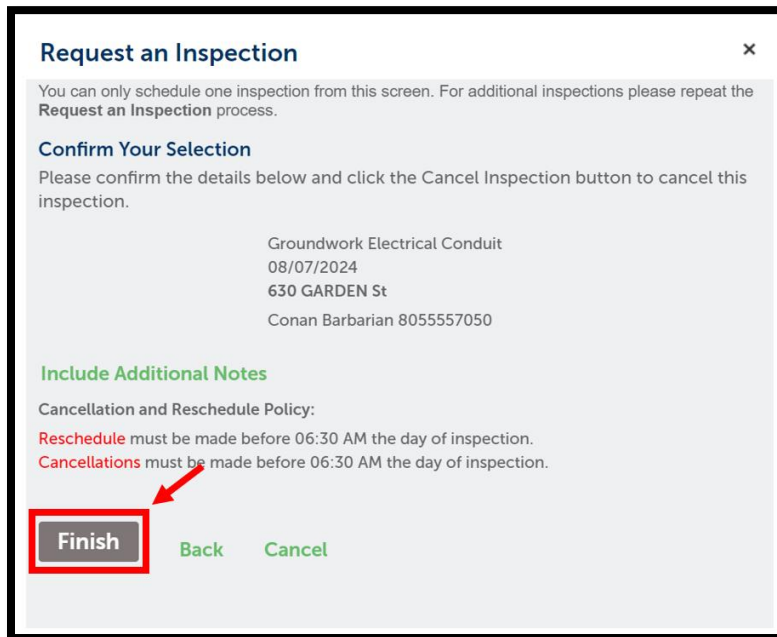 Request an Inspection ×
You can only schedule one inspection from this screen. For additional inspections please repeat the
Request an Inspection process.
Confirm Your Selection
Please confirm the details below and click the Cancel Inspection button to cancel this
inspection.
Groundwork Electrical Conduit
08/07/2024
630 GARDEN St
Conan Barbarian 8055557050
Include Additional Notes
Cancellation and Reschedule Policy:
Reschedule must be made before 06:30 AM the day of inspection.
Cancellations must be made before 06:30 AM the day of inspection.
Finish Back Cancel